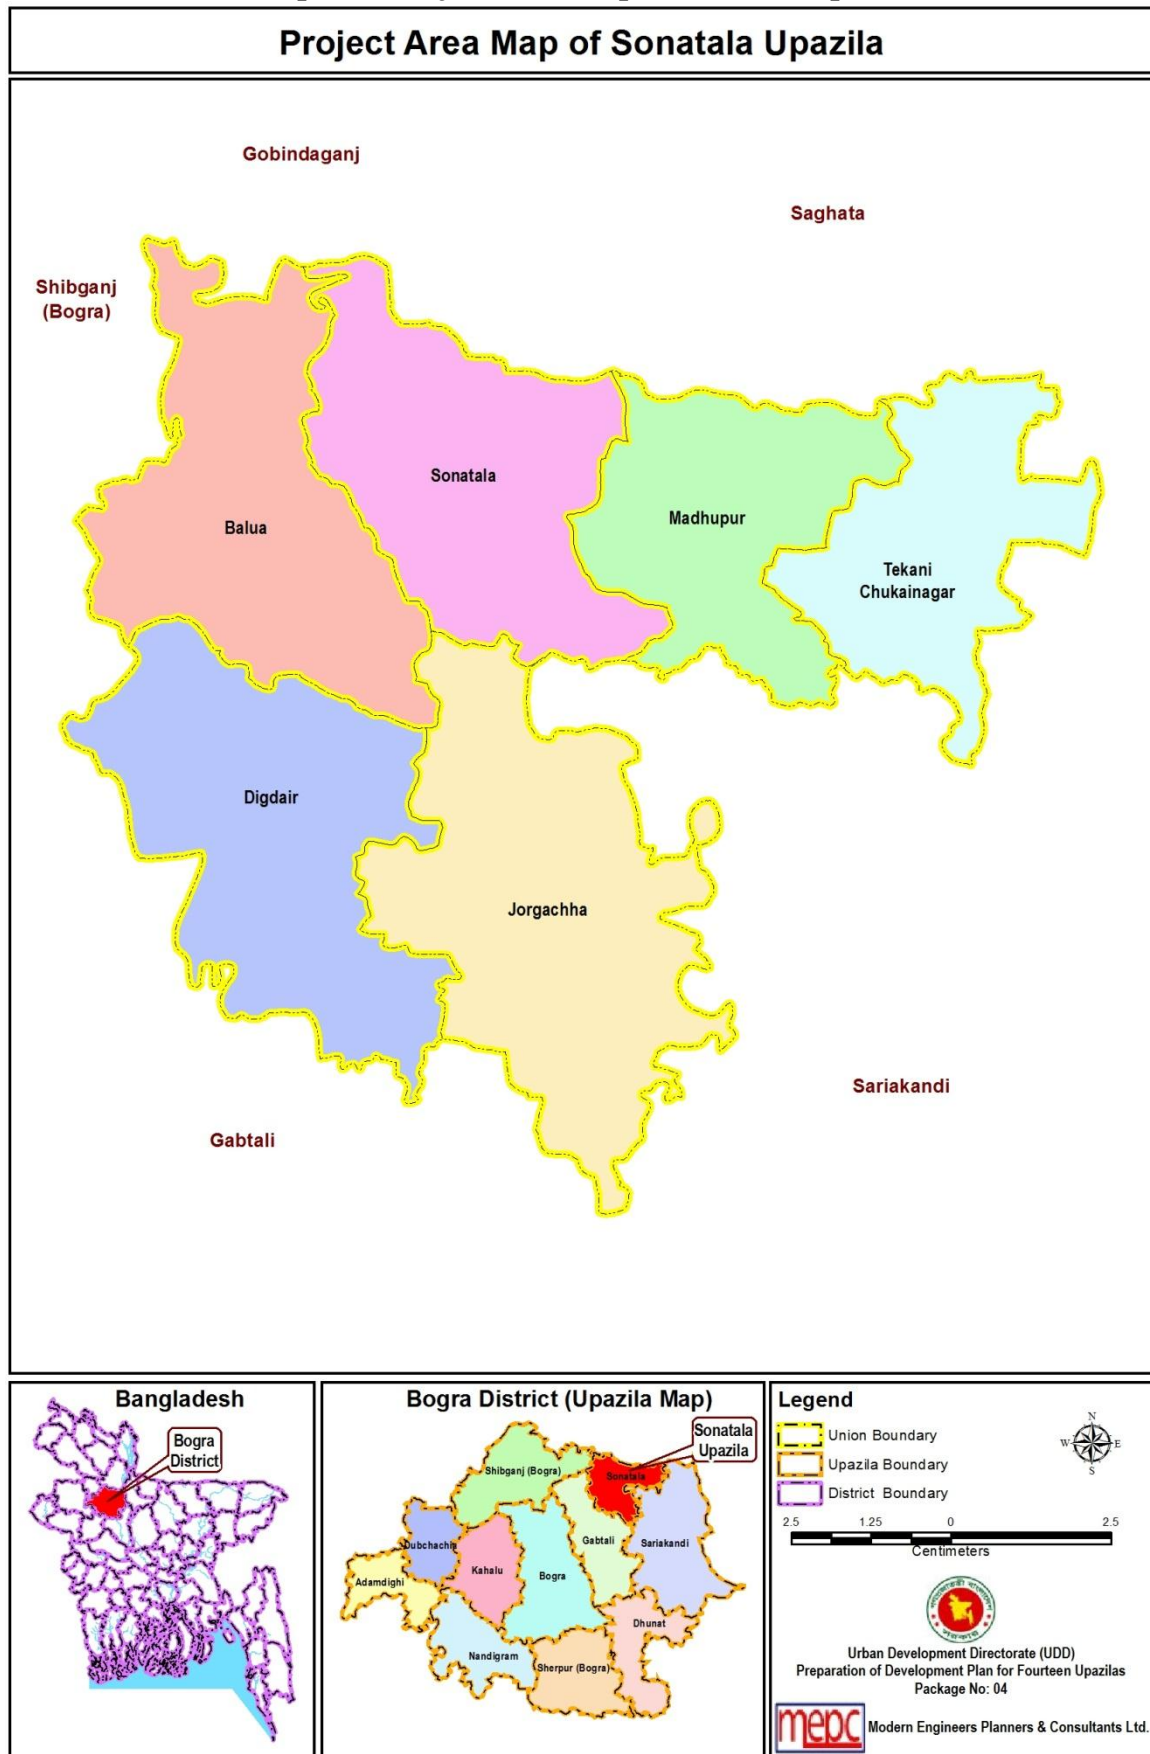 Project Area Map of Sonatala Upazila
Gobindaganj
Saghata
Shibganj
(Bogra)
Sonatala
Madhupur
Balua
Tekani
Chukainagar
Digdair
Jorgachha
Sariakandi
Gabtali
Bangladesh
Bogra
District
Bogra District (Upazila Map)
Sonatala
Upazila
Shibganj (Bogra)
Sonatala
Dubchachia
Gabtali
Sariakandi
Kahalu
Bogra
Adamdighi
Dhunat
Nandigram
Sherpur (Bogra)
Legend
Union Boundary
Upazila Boundary
District Boundary
N
W E
S
2.5 1.25 0 2.5
Centimeters
Urban Development Directorate (UDD)
Preparation of Development Plan for Fourteen Upazilas
Package No: 04
mepc
Modern Engineers Planners & Consultants Ltd.